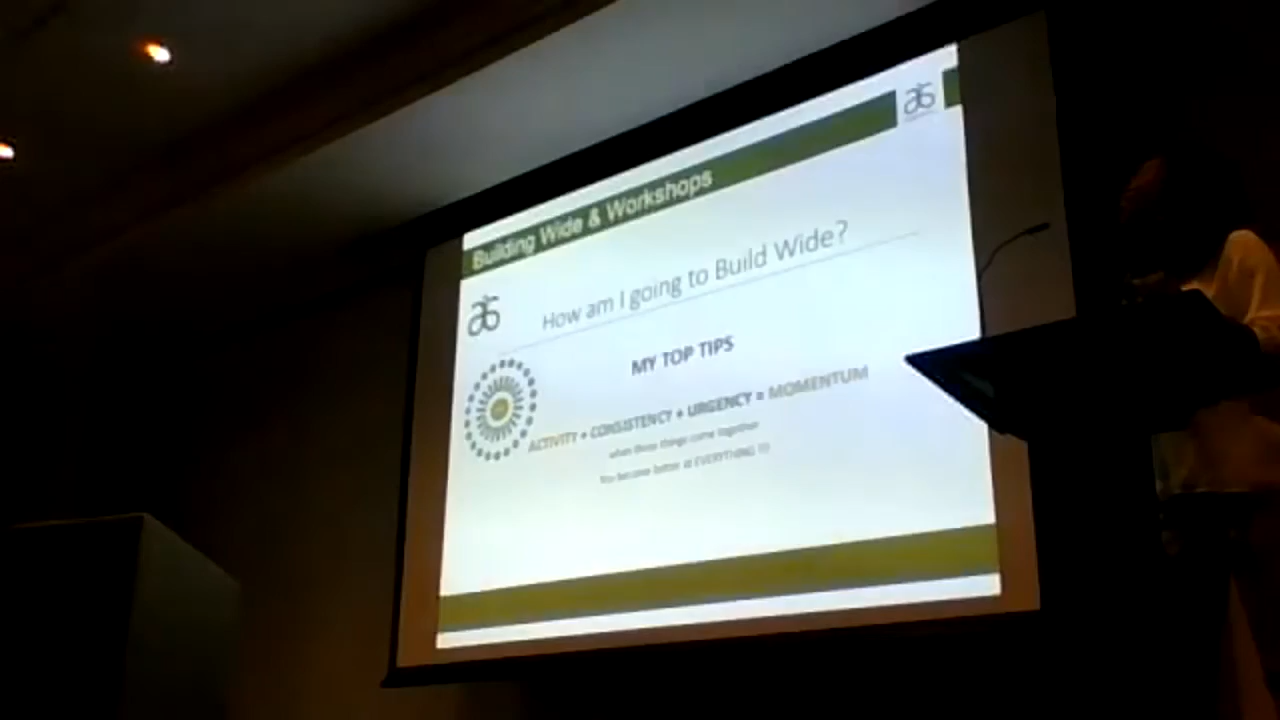 Building Wide & Workshops
How am I going to Build Wide?
MY TOP TIPS
ACTIVITY + CONSISTENCY + URGENCY = MOMENTUM
when those things come together
You become better at EVERYTHING !!!